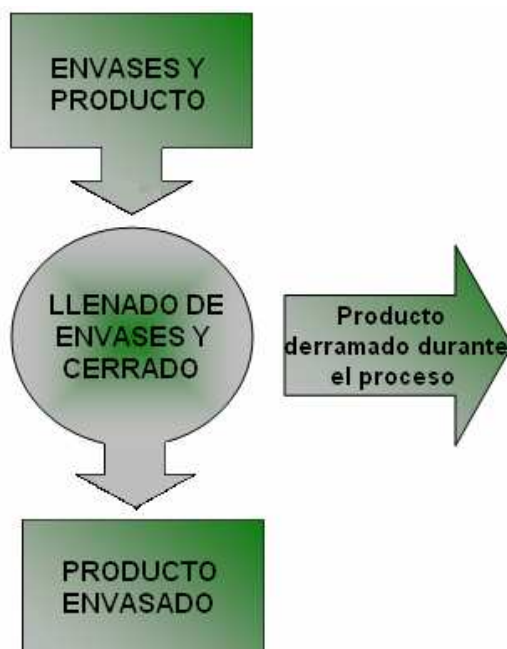 ENVASES Y
PRODUCTO
LLENADO DE
ENVASES Y
CERRADO
Producto
derramado durante
el proceso
PRODUCTO
ENVASADO